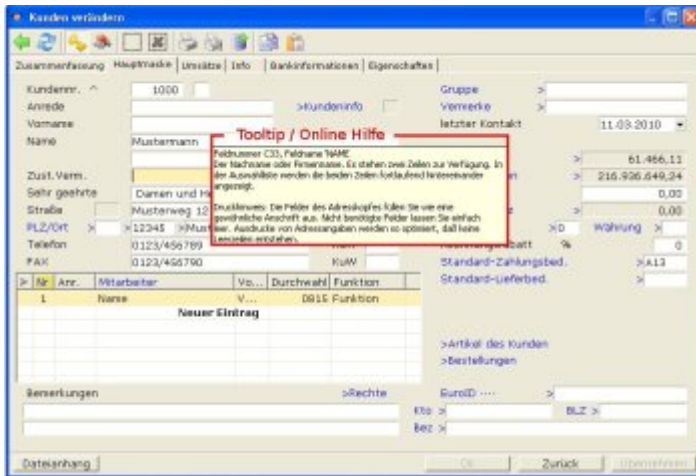 Kunden verändern
Zusammenfassung Hauptmaske Umsätze Info Bankinformationen Eigenschaften
Kundennr. ^ 1000 Gruppe >
Anrede >Kundeninfo Vermerke >
Vorname letzter Kontakt 11.03.2010
Name Mustermann
Tooltip / Online Hilfe
Feldnummer C33, Feldname 'NAME
Der Nachname oder Firmenname. Es stehen zwei Zeilen zur Verfügung. In
der Auswahlliste werden die beiden Zeilen fortlaufend hintereinander
angezeigt.
Druckhinweis: Die Felder des Adresskopfes füllen Sie wie eine
gewöhnliche Anschrift aus. Nicht benötigte Felder lassen Sie einfach
leer. Ausdrucke von Adressangaben werden so optimiert, daß keine
Leerzeilen entstehen.
> 61.466,11
Zust.Verm. > 216.936.649,24
Sehr geehrte Damen und He 0,00
Straße Musterweg 12 > 0,00
PLZ/Ort > >12345 >Mus >D Währung >
Telefon 0123/456789 % 0
FAX 0123/456790 KuW Standard-Zahlungsbed. >A13
> Nr Anr. Mitarbeiter Vo... Durchwahl Funktion Standard-Lieferbed. >
1 Name V... 0815 Funktion
Neuer Eintrag
>Artikel des Kunden
>Bestellungen
Bemerkungen >Rechte EuroID ---- >
Kto > BLZ >
Bez >
Dateianhang OK Zurück Übernehmen